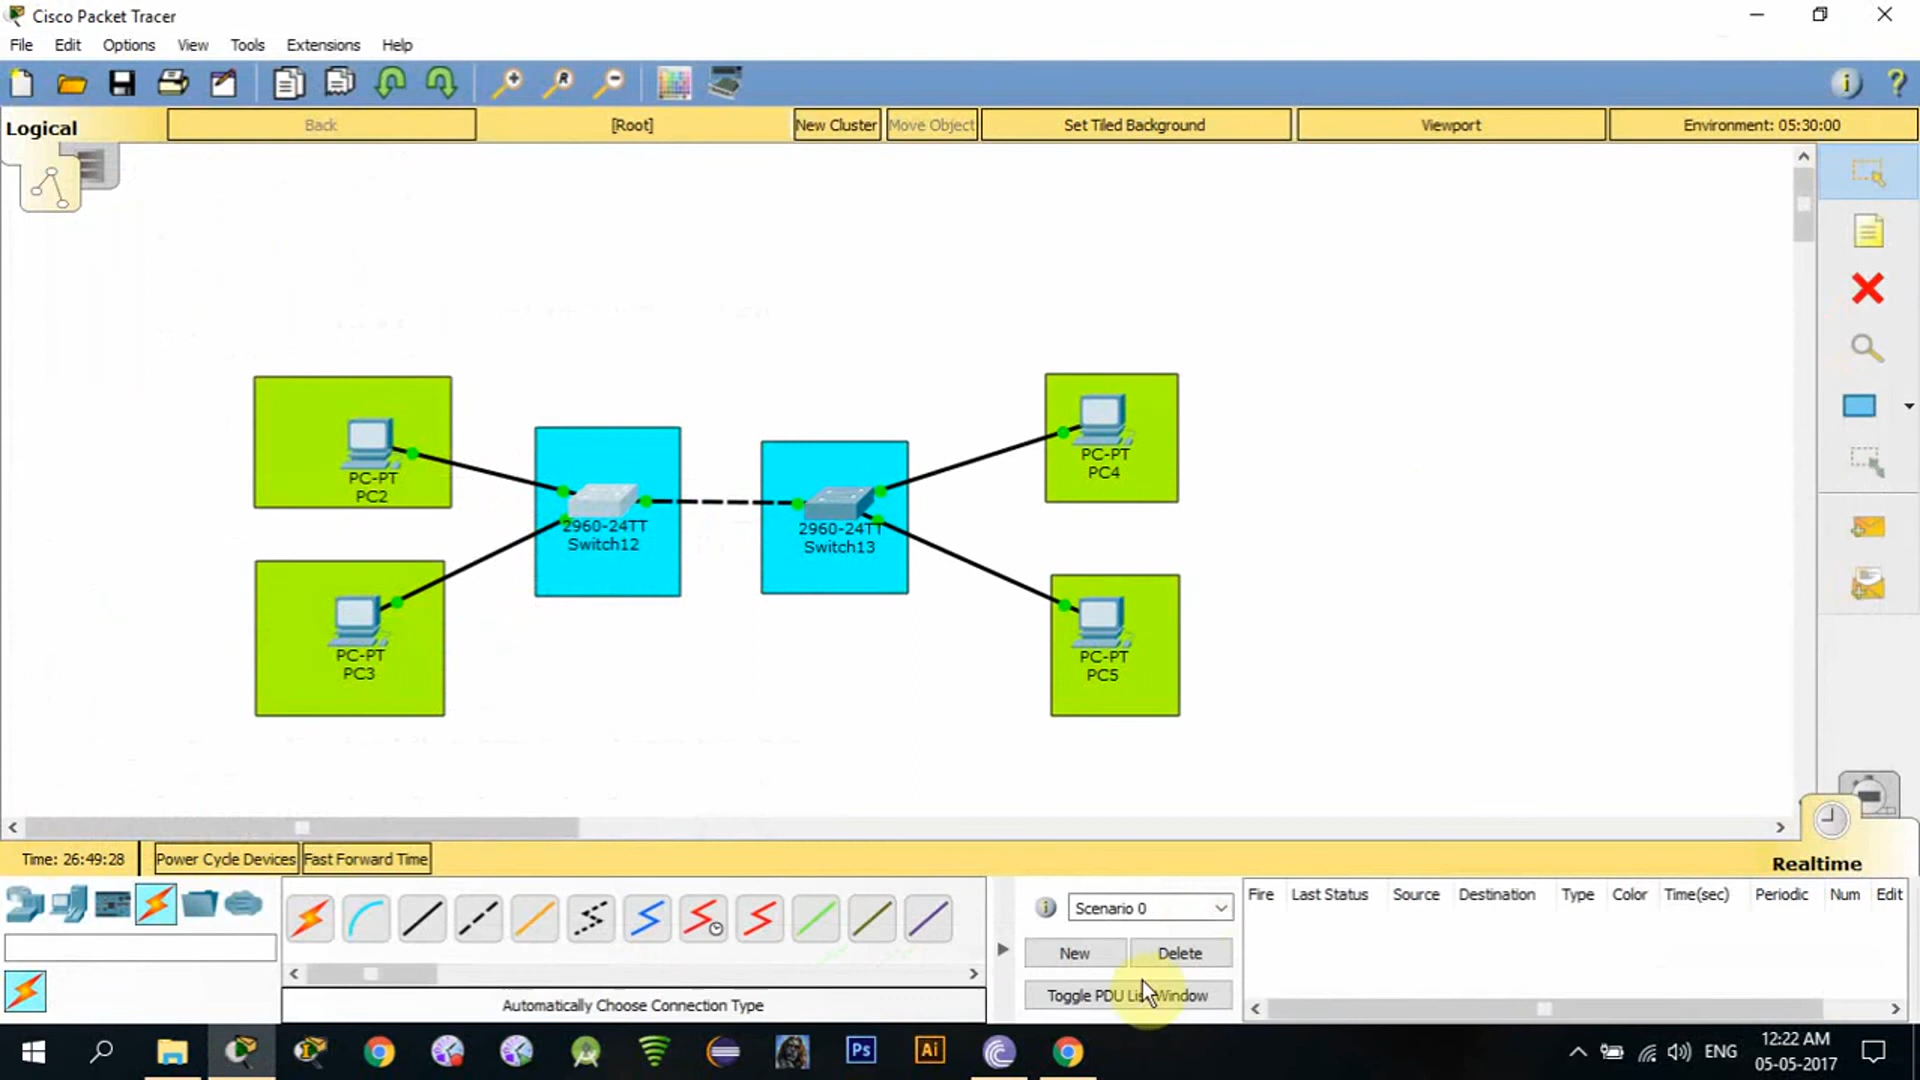 Cisco Packet Tracer
File Edit Options View Tools Extensions Help
Logical
Back
[Root]
New Cluster
Move Object
Set Tiled Background
Viewport
Environment: 05:30:00
PC-PT
PC2
PC-PT
PC3
2960-24TT
Switch12
2960-24TT
Switch13
PC-PT
PC4
PC-PT
PC5
Time: 26:49:28
Power Cycle Devices
Fast Forward Time
Realtime
Scenario 0
New
Delete
Toggle PDU List Window
Fire Last Status Source Destination Type Color Time(sec) Periodic Num Edit
Automatically Choose Connection Type
Ps
Ai
ENG
12:22 AM
05-05-2017